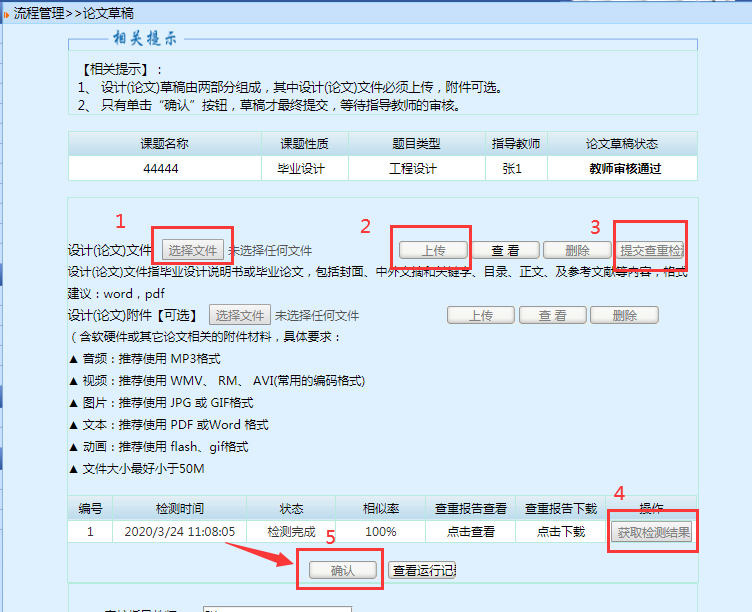 流程管理>>论文草稿
相关提示
【相关提示】：
1、 设计(论文)草稿由两部分组成，其中设计(论文)文件必须上传，附件可选。
2、 只有单击“确认”按钮，草稿才最终提交，等待指导教师的审核。
课题名称 课题性质 题目类型 指导教师 论文草稿状态
44444 毕业设计 工程设计 张1 教师审核通过
1 2 3
设计(论文)文件 选择文件 未选择任何文件 上传 查 看 删除 提交查重检
设计(论文)文件指毕业设计说明书或毕业论文，包括封面、中外文摘和关键字、目录、正文、及参考文献等内容，格式
建议：word，pdf
设计(论文)附件【可选】 选择文件 未选择任何文件 上传 查 看 删除
（含软硬件或其它论文相关的附件材料，具体要求：
▲ 音频：推荐使用 MP3格式
▲ 视频：推荐使用 WMV、 RM、 AVI(常用的编码格式)
▲ 图片：推荐使用 JPG 或 GIF格式
▲ 文本：推荐使用 PDF 或Word 格式
▲ 动画：推荐使用 flash、gif格式
▲ 文件大小最好小于50M
4
编号 检测时间 状态 相似率 查重报告查看 查重报告下载 操作
1 2020/3/24 11:08:05 检测完成 100% 点击查看 点击下载 获取检测结果
5
确认 查看运行记